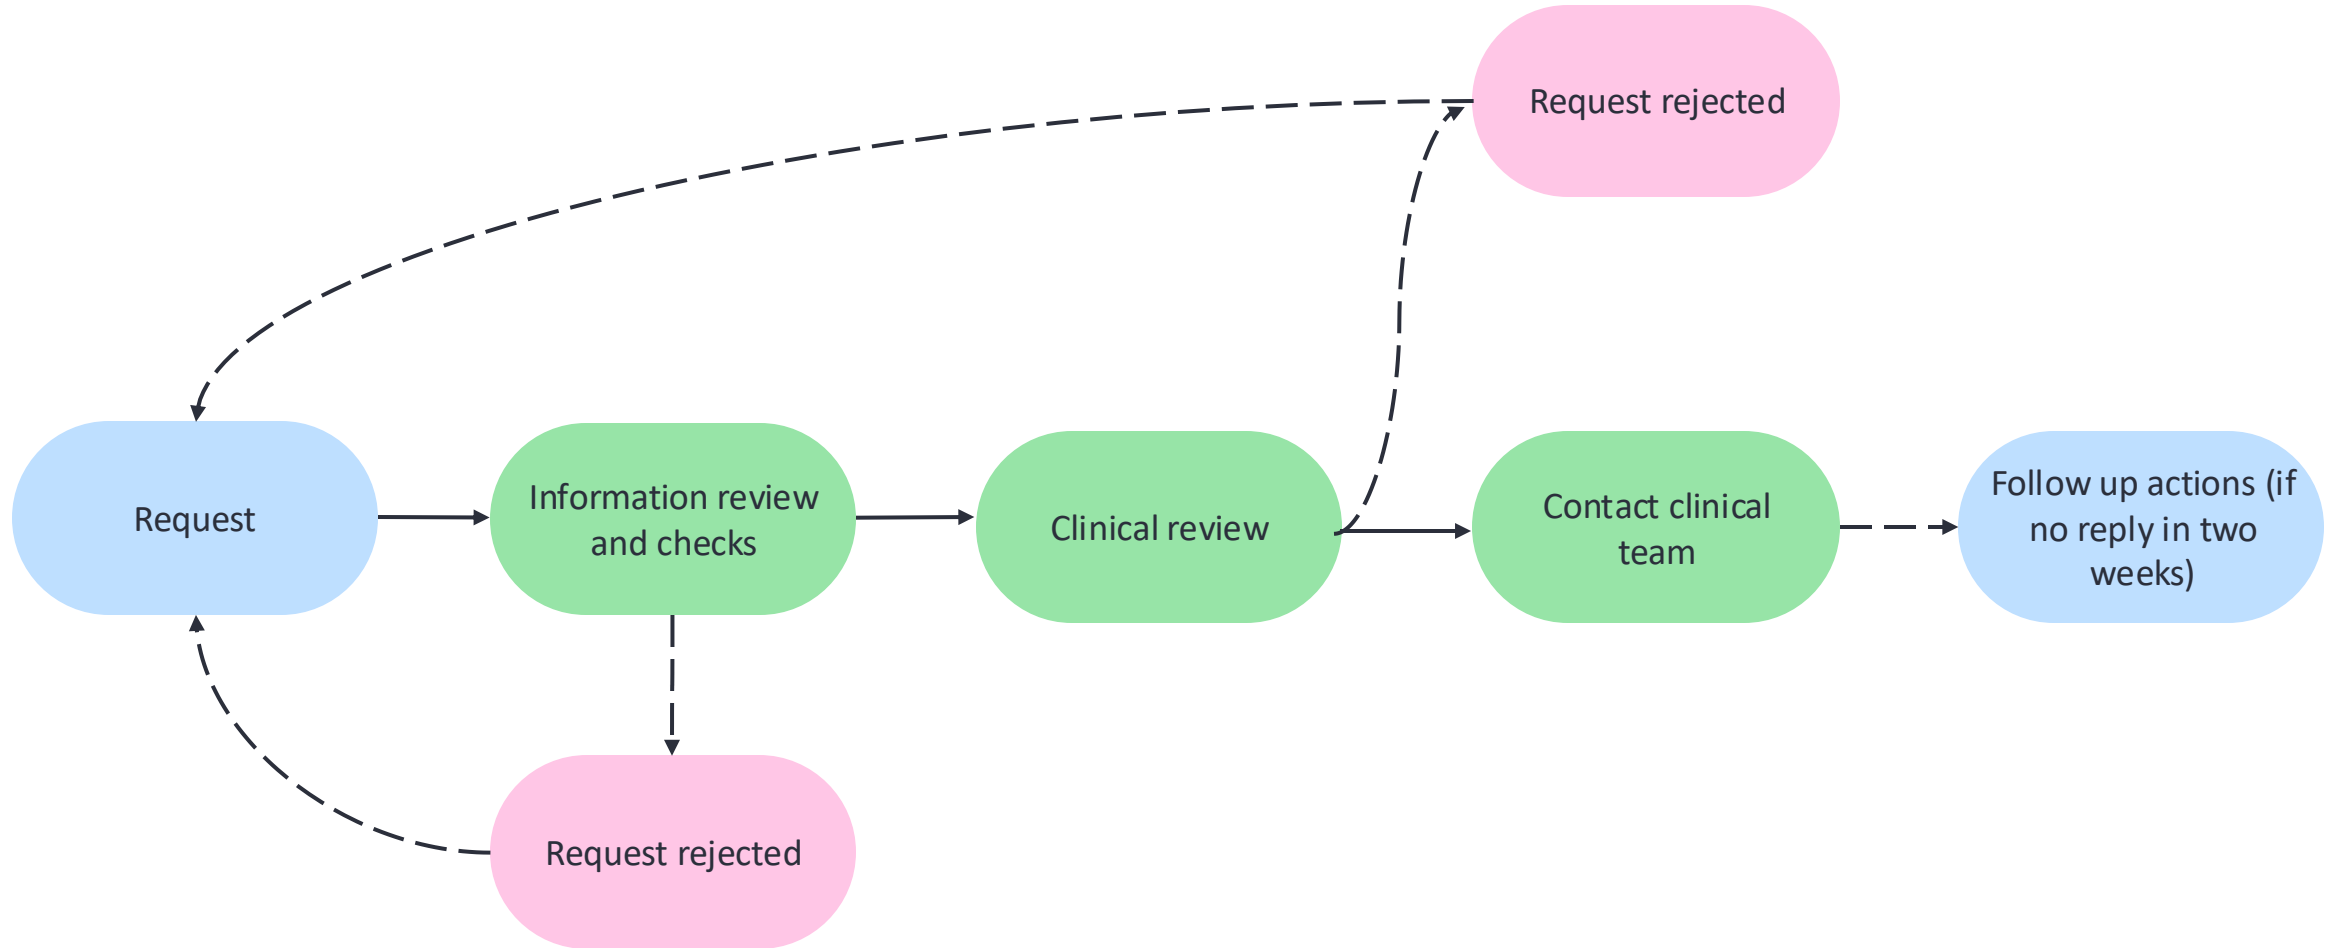 Request rejected
Request
Information review
and checks
Clinical review
Contact clinical
team
Follow up actions (if
no reply in two
weeks)
Request rejected